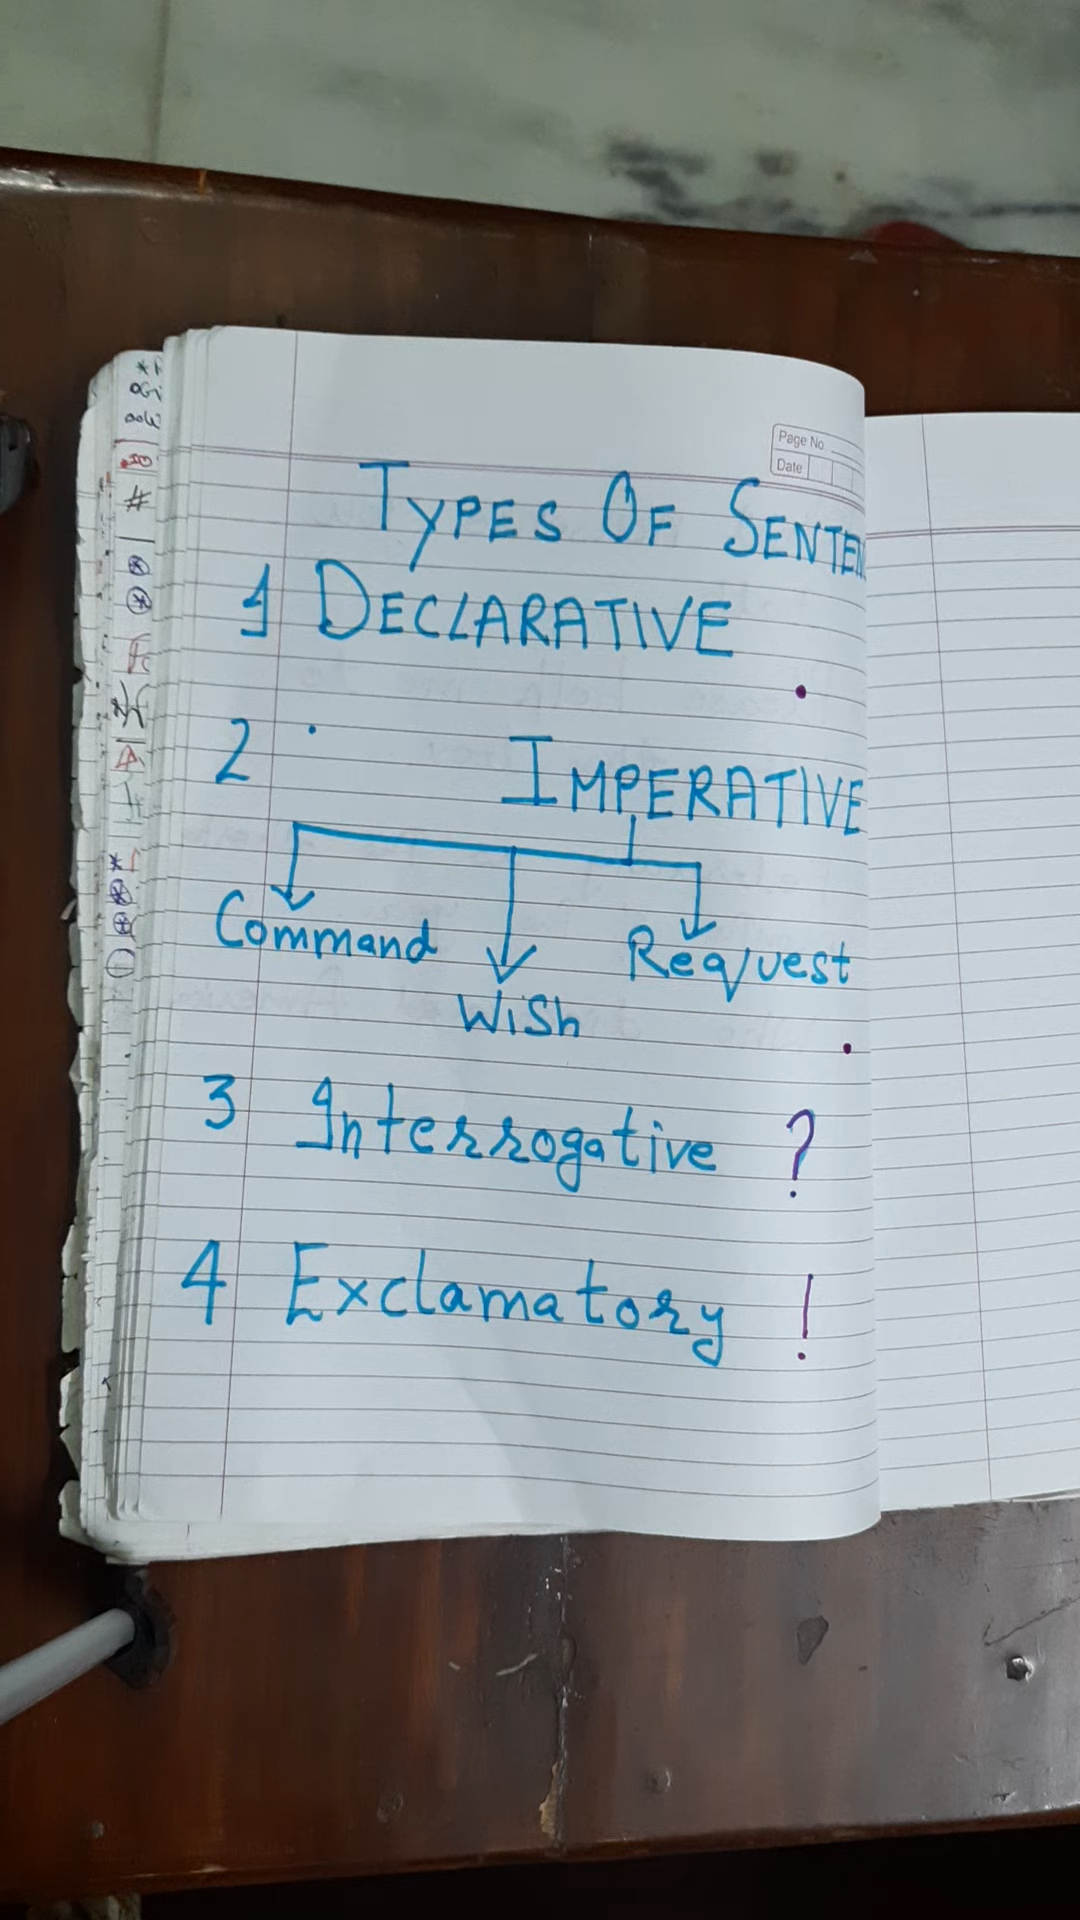 Page No
Date
TYPES OF SENTEN
1 DECLARATIVE .
2 IMPERATIVE
Command Wish Request .
3 Interrogative ?
4 Exclamatory !